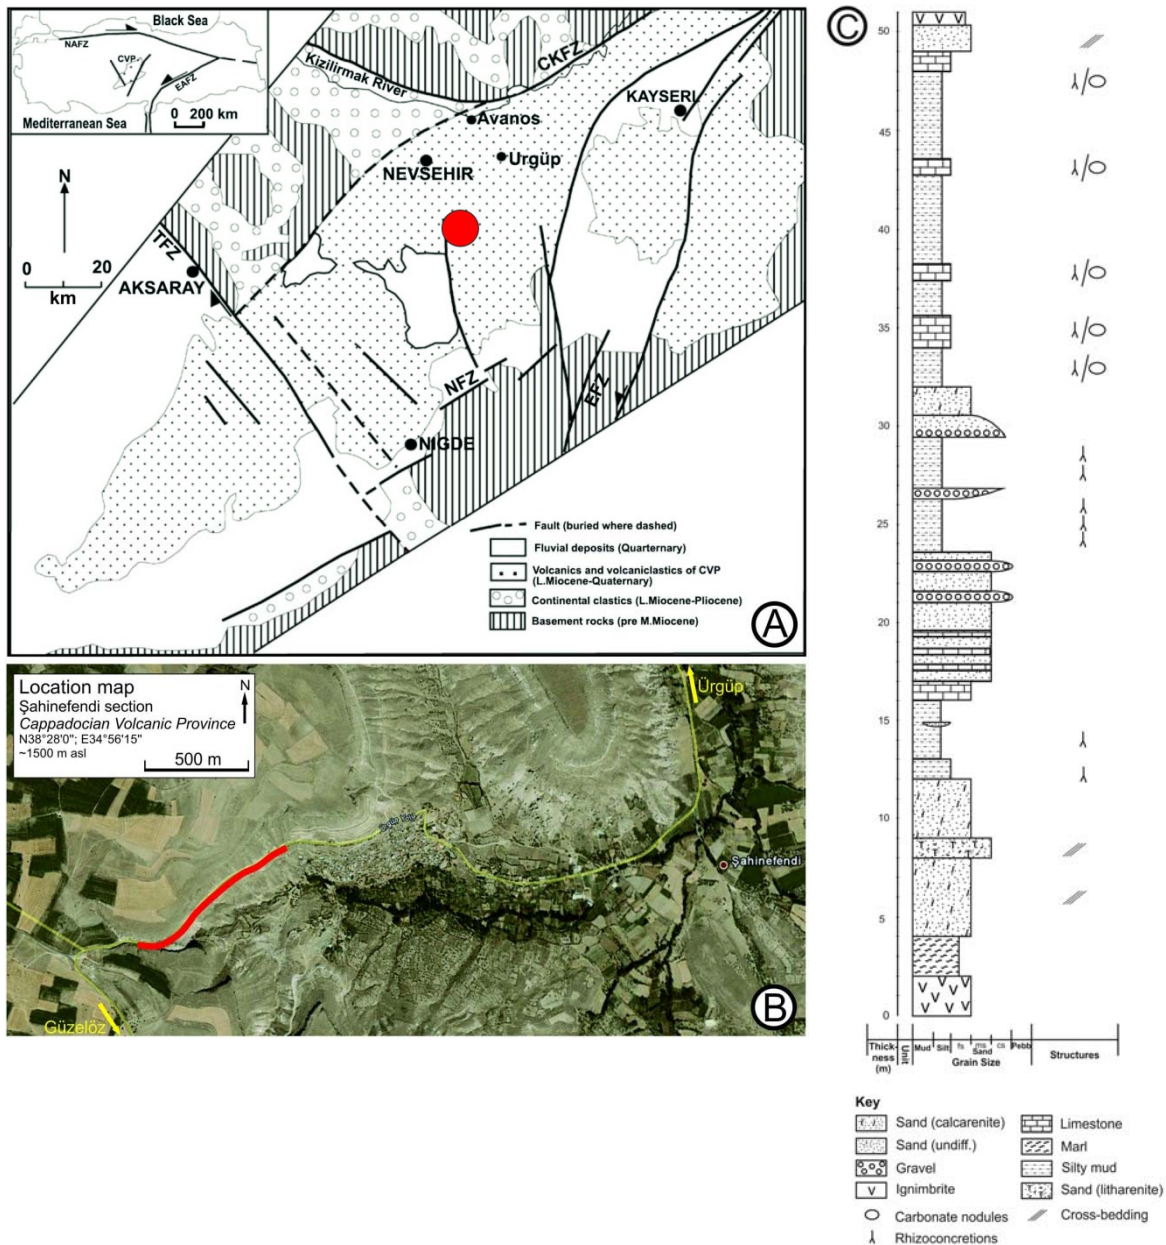 Black Sea
NAFZ
CVP
EAFZ
0 200 km
Mediterranean Sea
Kizilirmak River
CKFZ
KAYSERI
Avanos
Urgüp
NEVSEHIR
N
0 20
km
TFZ
AKSARAY
NFZ
EFZ
NIGDE
Fault (buried where dashed)
Fluvial deposits (Quaternary)
Volcanics and volcaniclastics of CVP
(L.Miocene-Quaternary)
Continental clastics (L.Miocene-Pliocene)
Basement rocks (pre M.Miocene)
A
Location map
Şahinefendi section
Cappadocian Volcanic Province
N38°28'0"; E34°56'15"
~1500 m asl
N
500 m
Ürgüp
Şahinefendi
Güzelöz
B
C
50
45
40
35
30
25
20
15
10
5
0
Thick-
ness
(m)
Unit
Mud Silt fs ms cs Pebb
Sand
Grain Size
Structures
Key
Sand (calcarenite)
Sand (undiff.)
Gravel
Ignimbrite
Carbonate nodules
Rhizoconcretions
Limestone
Marl
Silty mud
Sand (litharenite)
Cross-bedding